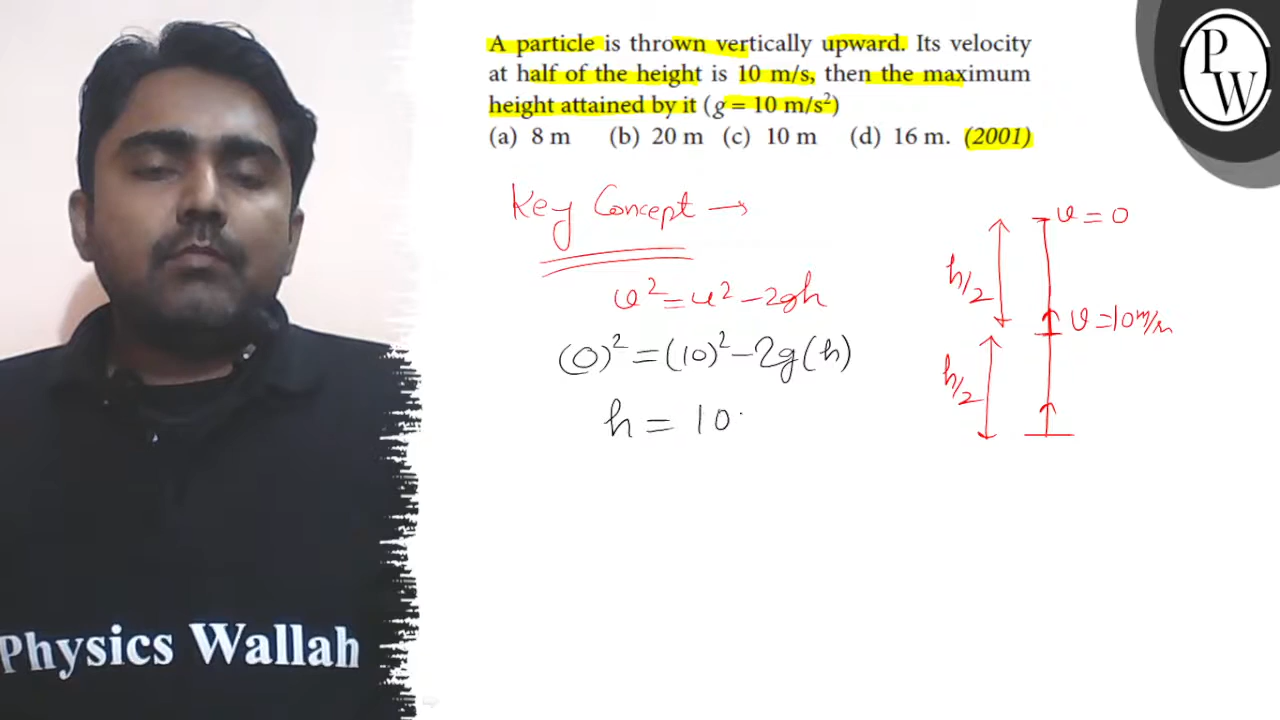 A particle is thrown vertically upward. Its velocity
at half of the height is 10 m/s, then the maximum
height attained by it (g = 10 m/s²)
(a) 8 m (b) 20 m (c) 10 m (d) 16 m. (2001)
Key Concept →
v² = u² - 2gh
(0)² = (10)² - 2g(h)
h = 10
v = 0
h/2
v = 10 m/s
h/2
P
W
Physics Wallah